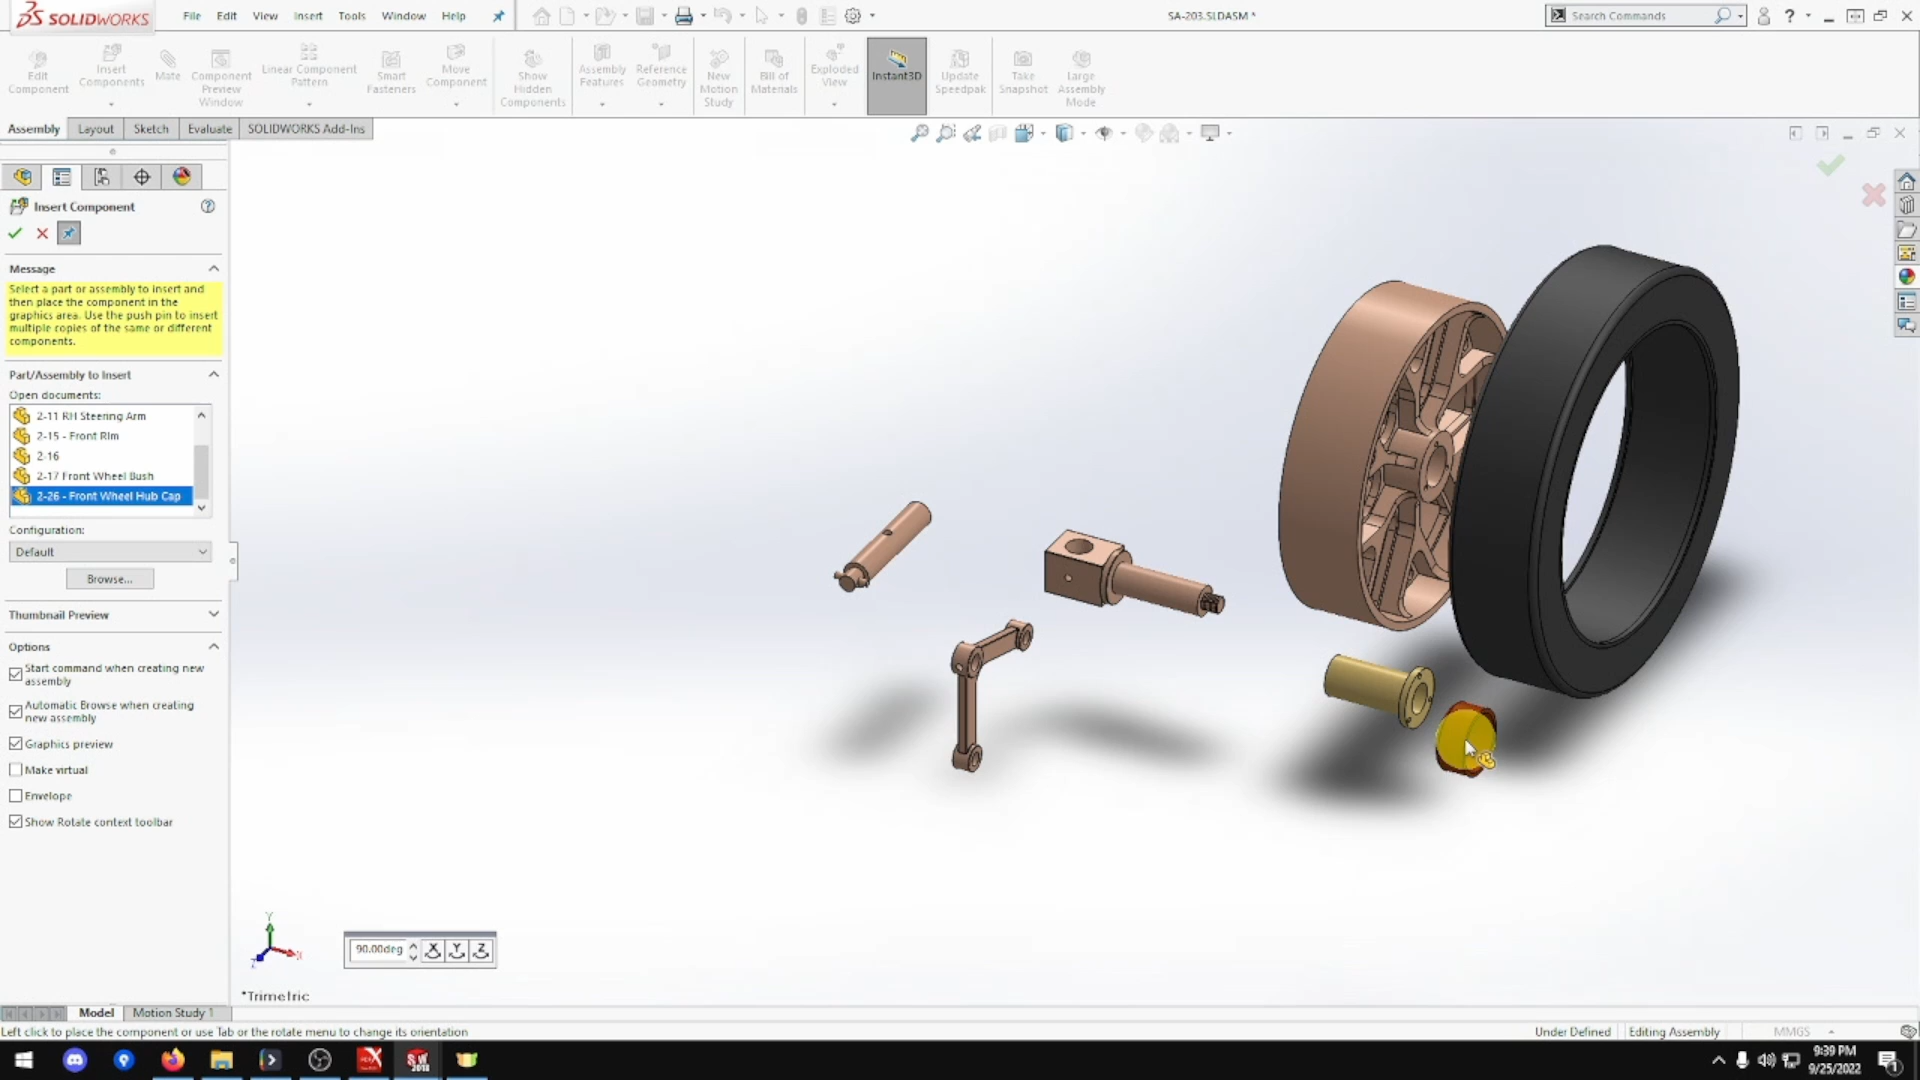 SOLIDWORKS File Edit View Insert Tools Window Help SA-203.SLDASM * Search Commands ?
Edit Component
Insert Components
Mate
Component Preview Window
Linear Component Pattern
Smart Fasteners
Move Component
Show Hidden Components
Assembly Features
Reference Geometry
New Motion Study
Bill of Materials
Exploded View
Instant3D
Update Speedpak
Take Snapshot
Large Assembly Mode
Assembly Layout Sketch Evaluate SOLIDWORKS Add-Ins
Insert Component ?
Message
Select a part or assembly to insert and
then place the component in the
graphics area. Use the push pin to insert
multiple copies of the same or different
components.
Part/Assembly to Insert
Open documents:
2-11 RH Steering Arm
2-15 - Front RIm
2-16
2-17 Front Wheel Bush
2-26 - Front Wheel Hub Cap
Configuration:
Default
Browse...
Thumbnail Preview
Options
Start command when creating new
assembly
Automatic Browse when creating
new assembly
Graphics preview
Make virtual
Envelope
Show Rotate context toolbar
Y
X
Z
90.00deg X Y Z
*Trimetric
Model Motion Study 1
Left click to place the component or use Tab or the rotate menu to change its orientation Under Defined Editing Assembly MMGS
9:39 PM
9/25/2022